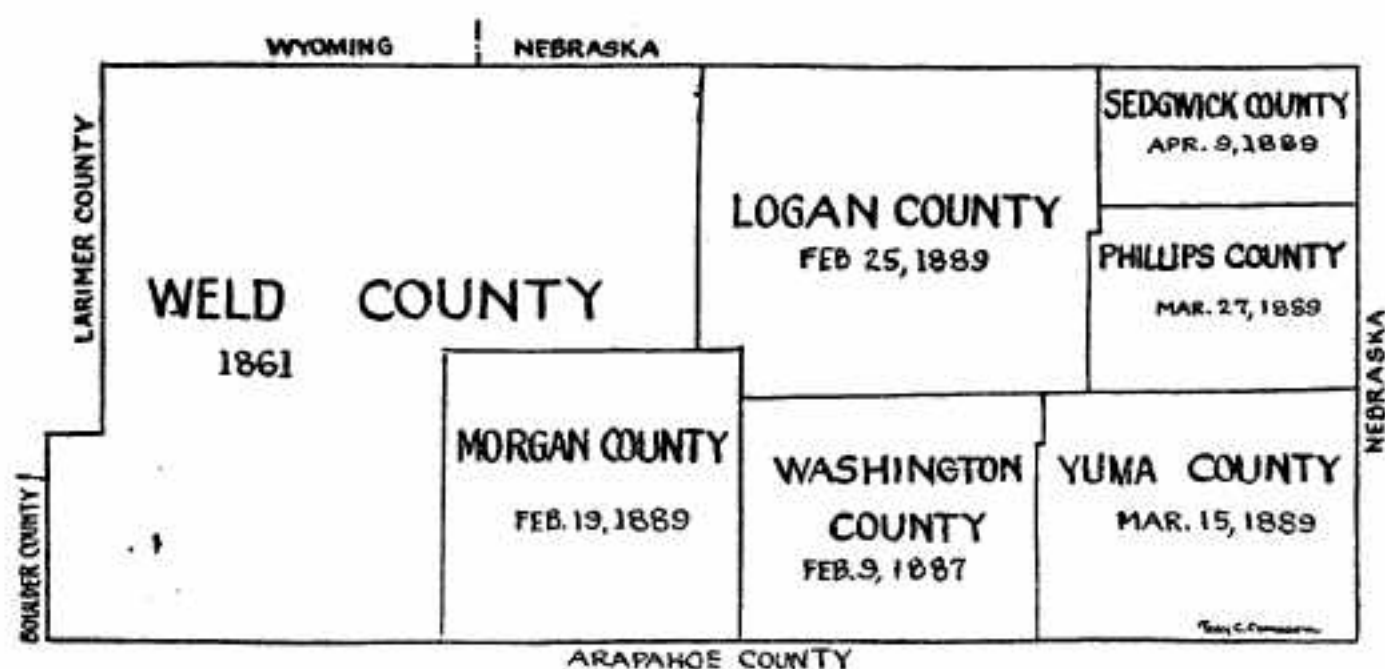 WYOMING NEBRASKA
LARIMER COUNTY
SEDGWICK COUNTY
APR. 9, 1889
LOGAN COUNTY
FEB 25, 1889
PHILLIPS COUNTY
MAR. 27, 1889
WELD COUNTY
1861
NEBRASKA
MORGAN COUNTY
FEB. 19, 1889
WASHINGTON
COUNTY
FEB. 9, 1887
YUMA COUNTY
MAR. 15, 1889
BOULDER COUNTY
ARAPAHOE COUNTY